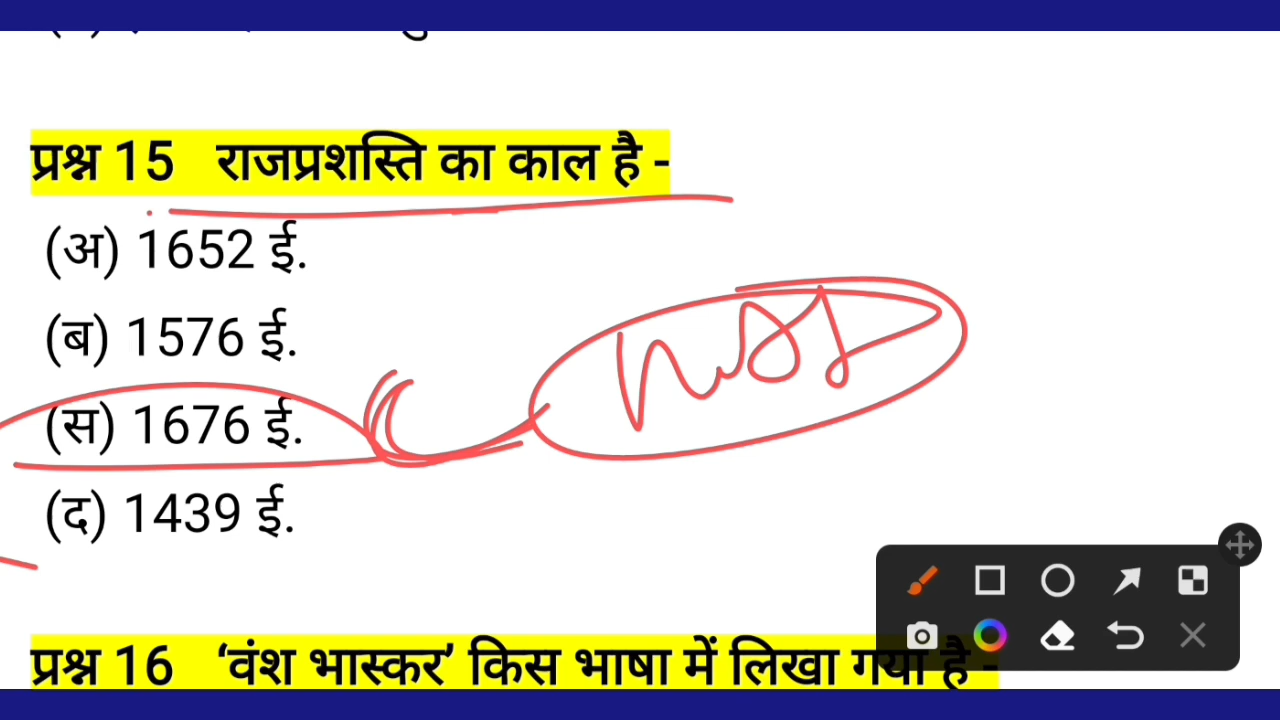 प्रश्न 15 राजप्रशस्ति का काल है -
(अ) 1652 ई.
(ब) 1576 ई.
(स) 1676 ई.
(द) 1439 ई.
प्रश्न 16 ‘वंश भास्कर’ किस भाषा में लिखा गया है -